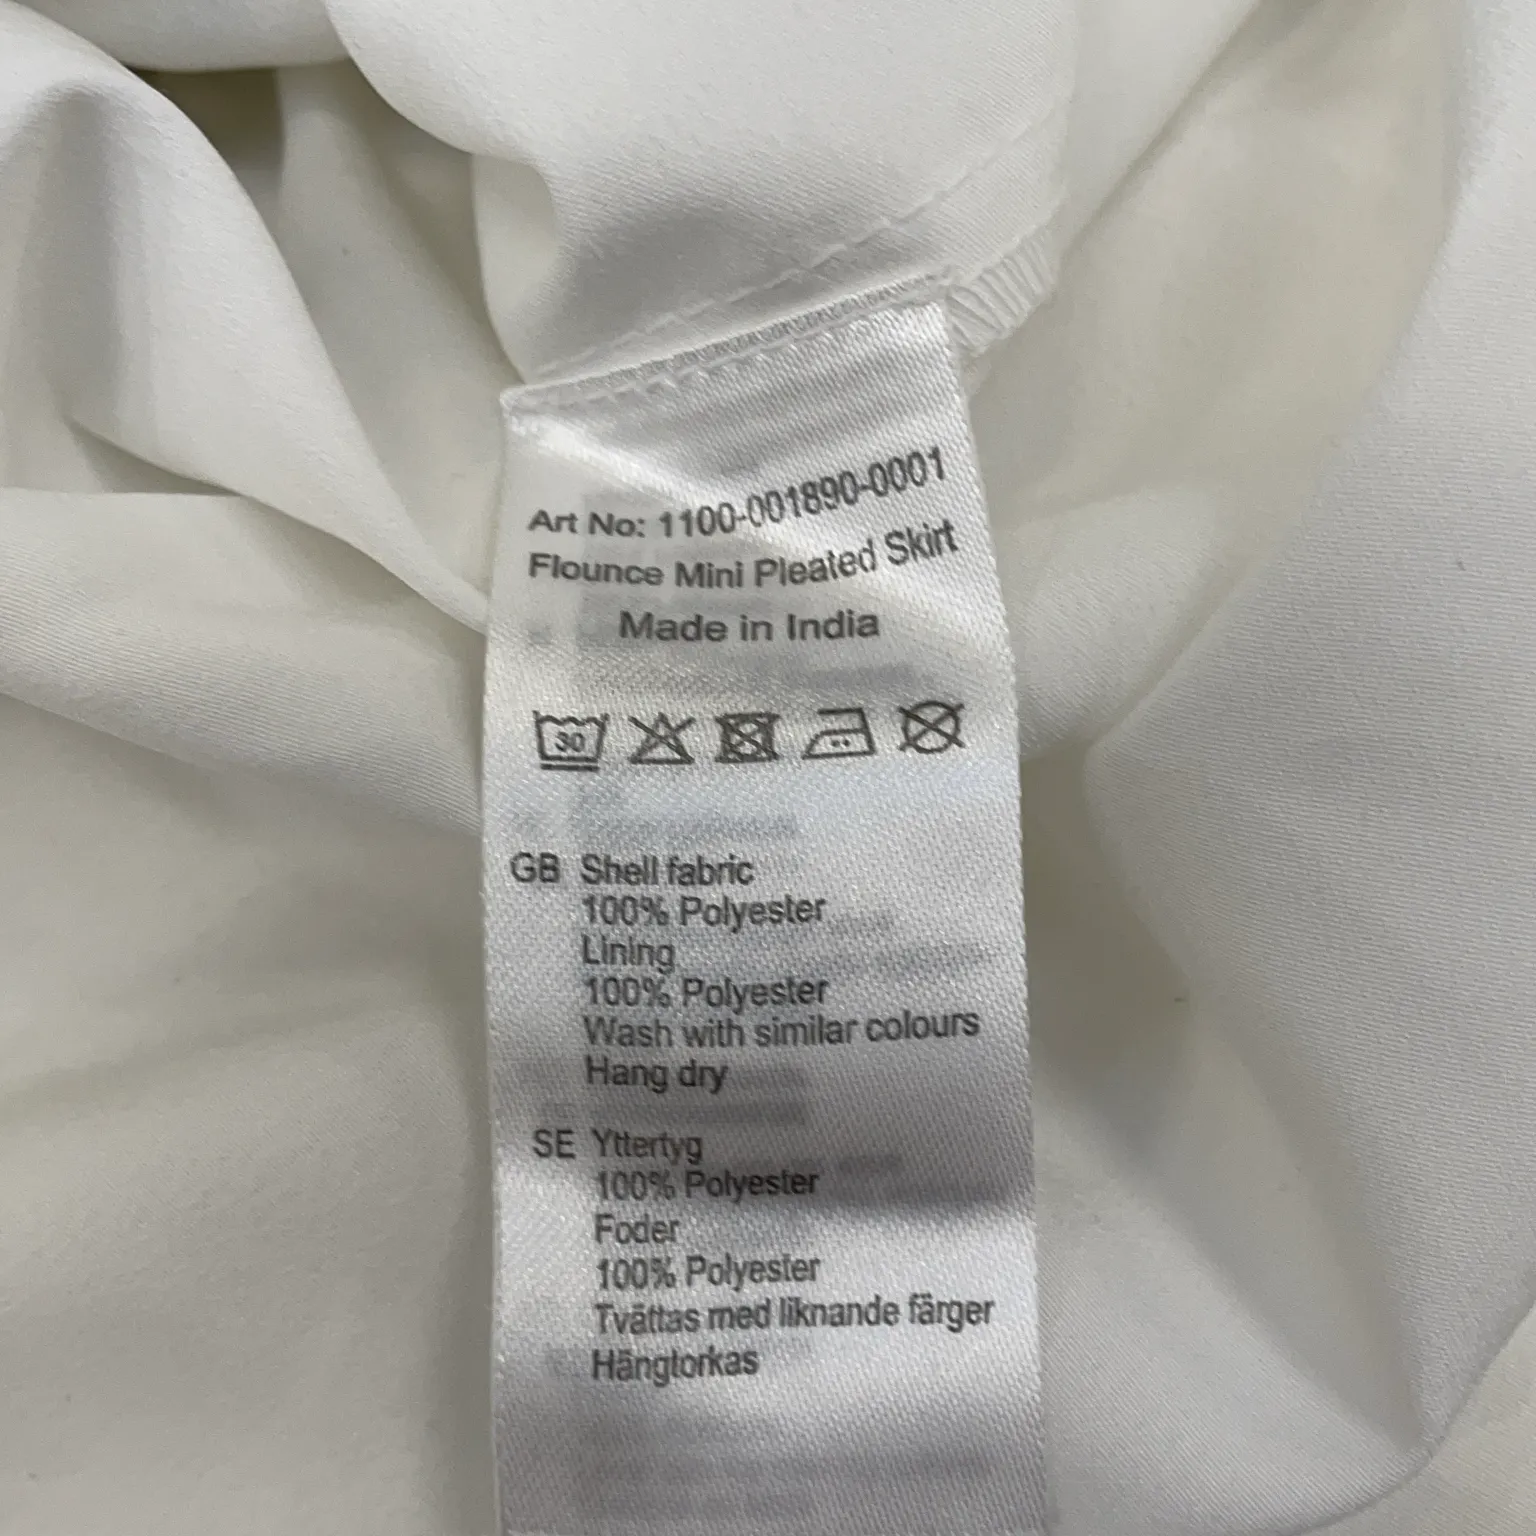 Art No: 1100-001890-0001
Flounce Mini Pleated Skirt
Made in India
30
GB Shell fabric
100% Polyester
Lining
100% Polyester
Wash with similar colours
Hang dry
SE Yttertyg
100% Polyester
Foder
100% Polyester
Tvättas med liknande färger
Hängtorkas